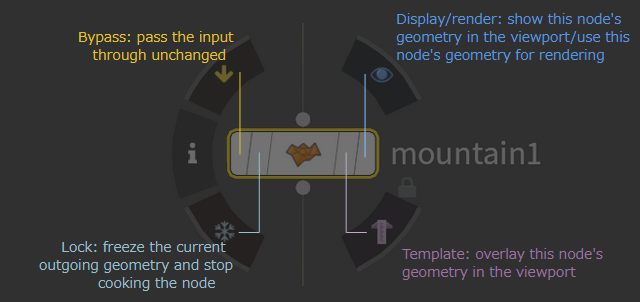 Bypass: pass the input
through unchanged
Display/render: show this node's
geometry in the viewport/use this
node's geometry for rendering
mountain1
Lock: freeze the current
outgoing geometry and stop
cooking the node
Template: overlay this node's
geometry in the viewport